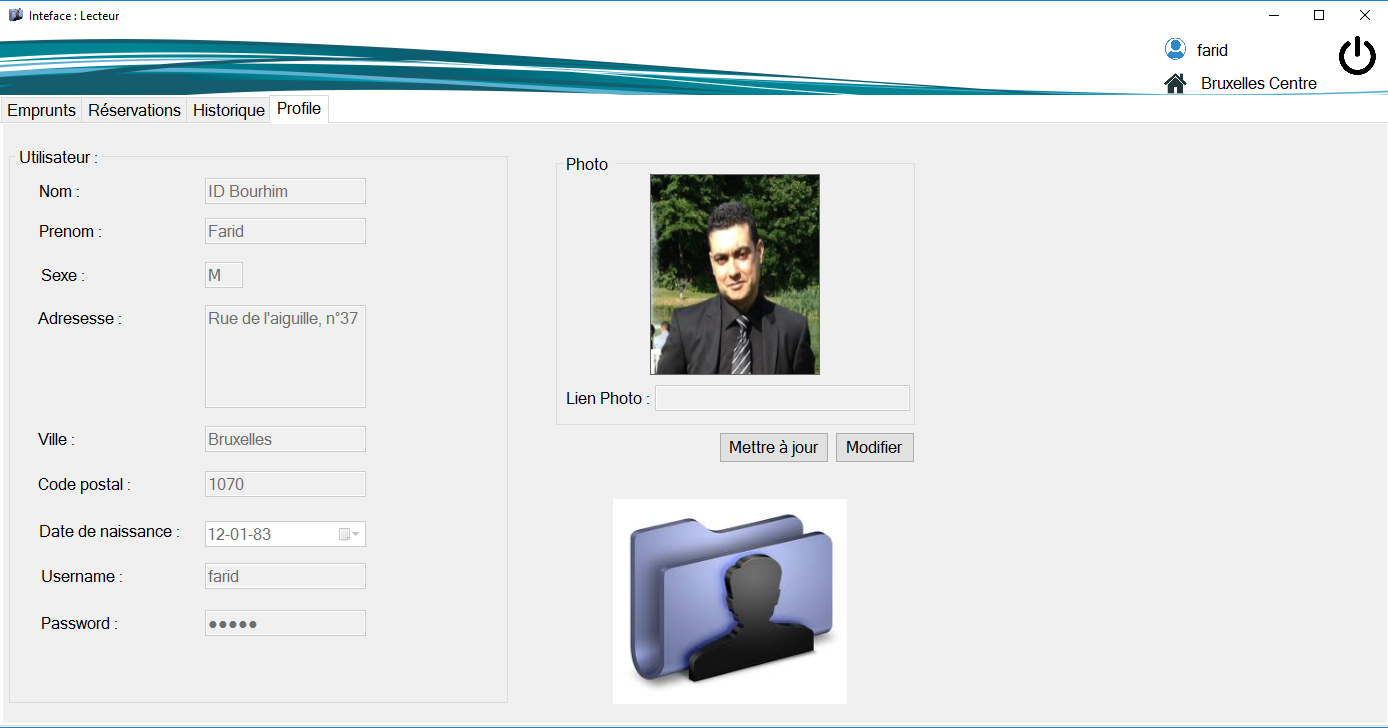 Inteface : Lecteur
farid
Bruxelles Centre
Emprunts Réservations Historique Profile
Utilisateur :
Nom : ID Bourhim
Prenom : Farid
Sexe : M
Adresesse : Rue de l'aiguille, n°37
Ville : Bruxelles
Code postal : 1070
Date de naissance : 12-01-83
Username : farid
Password : ●●●●●
Photo
Lien Photo :
Mettre à jour Modifier